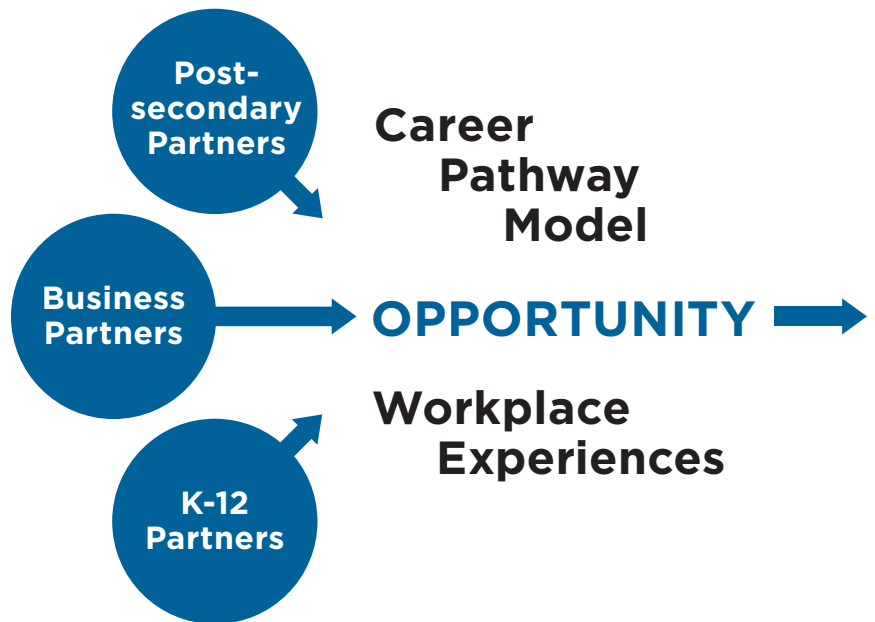 Post-
secondary
Partners
Career
Pathway
Model
Business
Partners
OPPORTUNITY
Workplace
Experiences
K-12
Partners